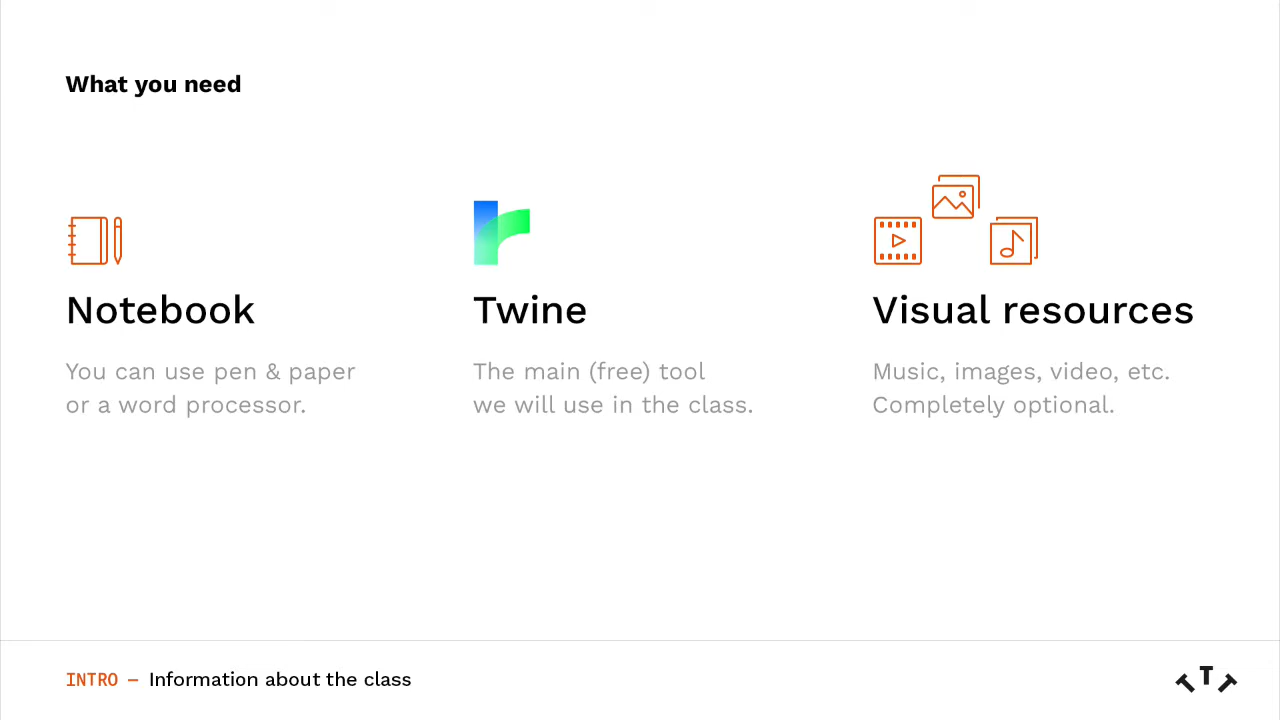 What you need
Notebook
You can use pen & paper
or a word processor.
Twine
The main (free) tool
we will use in the class.
Visual resources
Music, images, video, etc.
Completely optional.
INTRO — Information about the class
TTT